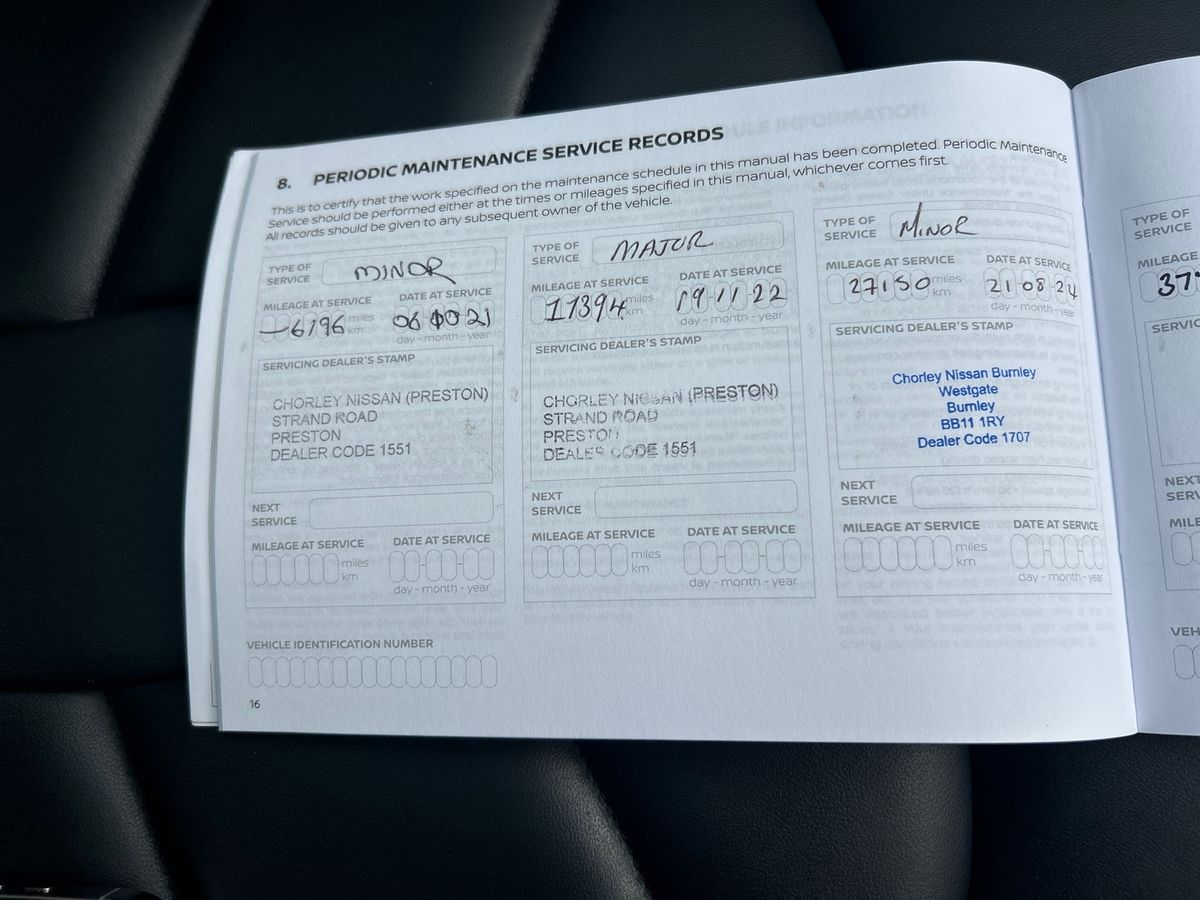 8. PERIODIC MAINTENANCE SERVICE RECORDS
This is to certify that the work specified on the maintenance schedule in this manual has been completed. Periodic Maintenance
Service should be performed either at the times or mileages specified in this manual, whichever comes first.
All records should be given to any subsequent owner of the vehicle.
TYPE OF SERVICE MINOR
MILEAGE AT SERVICE DATE AT SERVICE
6196 miles km 06 10 21
day - month - year
SERVICING DEALER'S STAMP
CHORLEY NISSAN (PRESTON)
STRAND ROAD
PRESTON
DEALER CODE 1551
NEXT SERVICE
MILEAGE AT SERVICE DATE AT SERVICE
miles km
day - month - year
TYPE OF SERVICE MAJOR
MILEAGE AT SERVICE DATE AT SERVICE
17394 miles km 19-11-22
day - month - year
SERVICING DEALER'S STAMP
CHORLEY NISSAN (PRESTON)
STRAND ROAD
PRESTON
DEALER CODE 1551
NEXT SERVICE
MILEAGE AT SERVICE DATE AT SERVICE
miles km
day - month - year
TYPE OF SERVICE MINOR
MILEAGE AT SERVICE DATE AT SERVICE
27150 miles km 21-08-24
day - month - year
SERVICING DEALER'S STAMP
Chorley Nissan Burnley
Westgate
Burnley
BB11 1RY
Dealer Code 1707
NEXT SERVICE
MILEAGE AT SERVICE DATE AT SERVICE
miles km
day - month - year
VEHICLE IDENTIFICATION NUMBER
16
TYPE OF SERVICE
MILEAGE
37